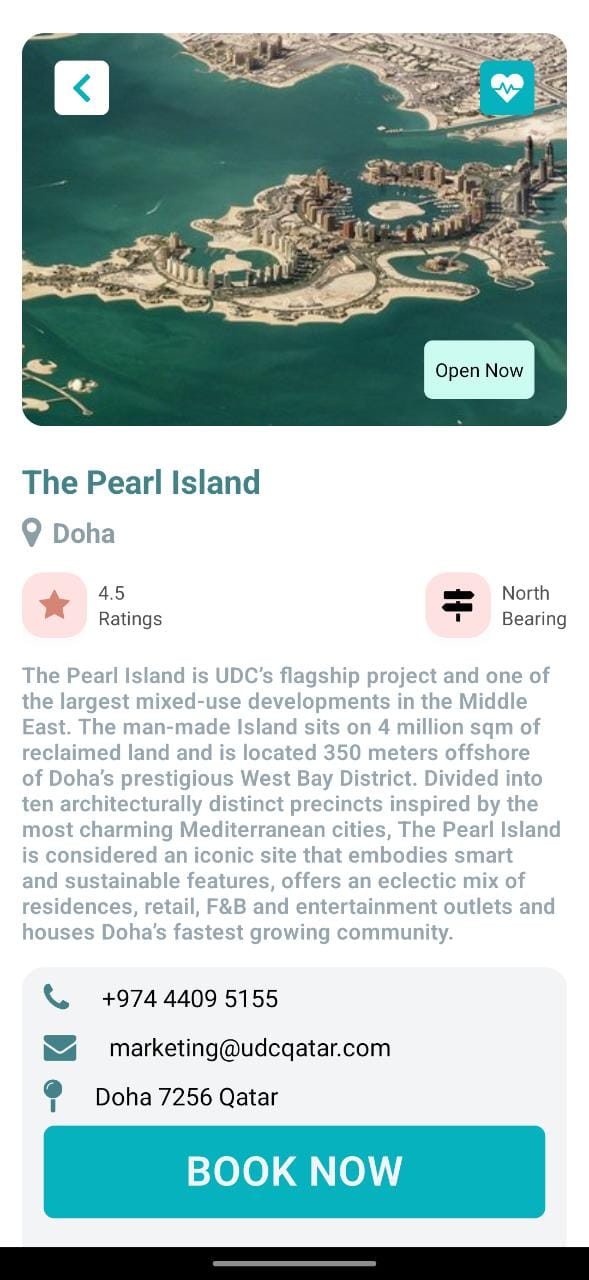 Open Now
The Pearl Island
Doha
4.5
Ratings
North
Bearing
The Pearl Island is UDC’s flagship project and one of
the largest mixed-use developments in the Middle
East. The man-made Island sits on 4 million sqm of
reclaimed land and is located 350 meters offshore
of Doha’s prestigious West Bay District. Divided into
ten architecturally distinct precincts inspired by the
most charming Mediterranean cities, The Pearl Island
is considered an iconic site that embodies smart
and sustainable features, offers an eclectic mix of
residences, retail, F&B and entertainment outlets and
houses Doha’s fastest growing community.
+974 4409 5155
marketing@udcqatar.com
Doha 7256 Qatar
BOOK NOW